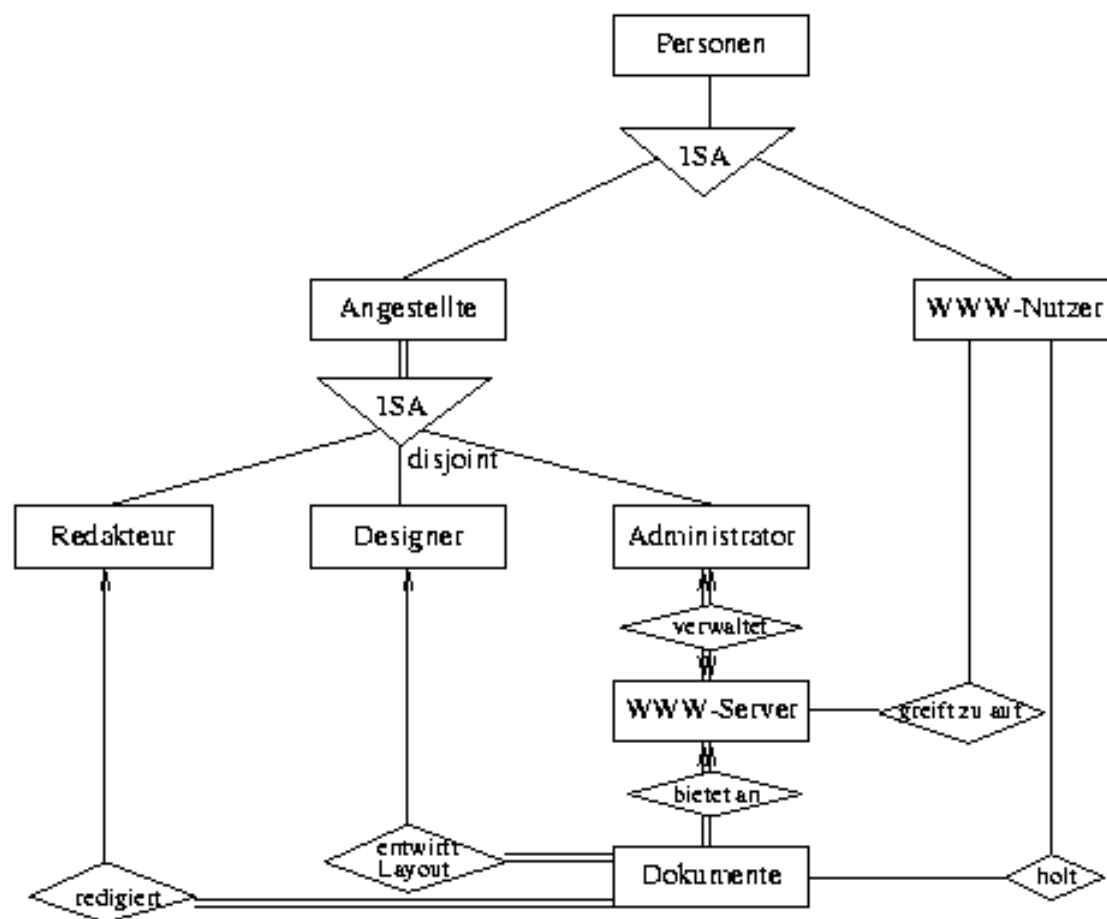 Personen
ISA
Angestellte
WWW-Nutzer
ISA
disjoint
Redakteur
Designer
Administrator
verwaltet
WWW-Server
greift zu auf
bietet an
entwirft
Layout
Dokumente
holt
redigiert